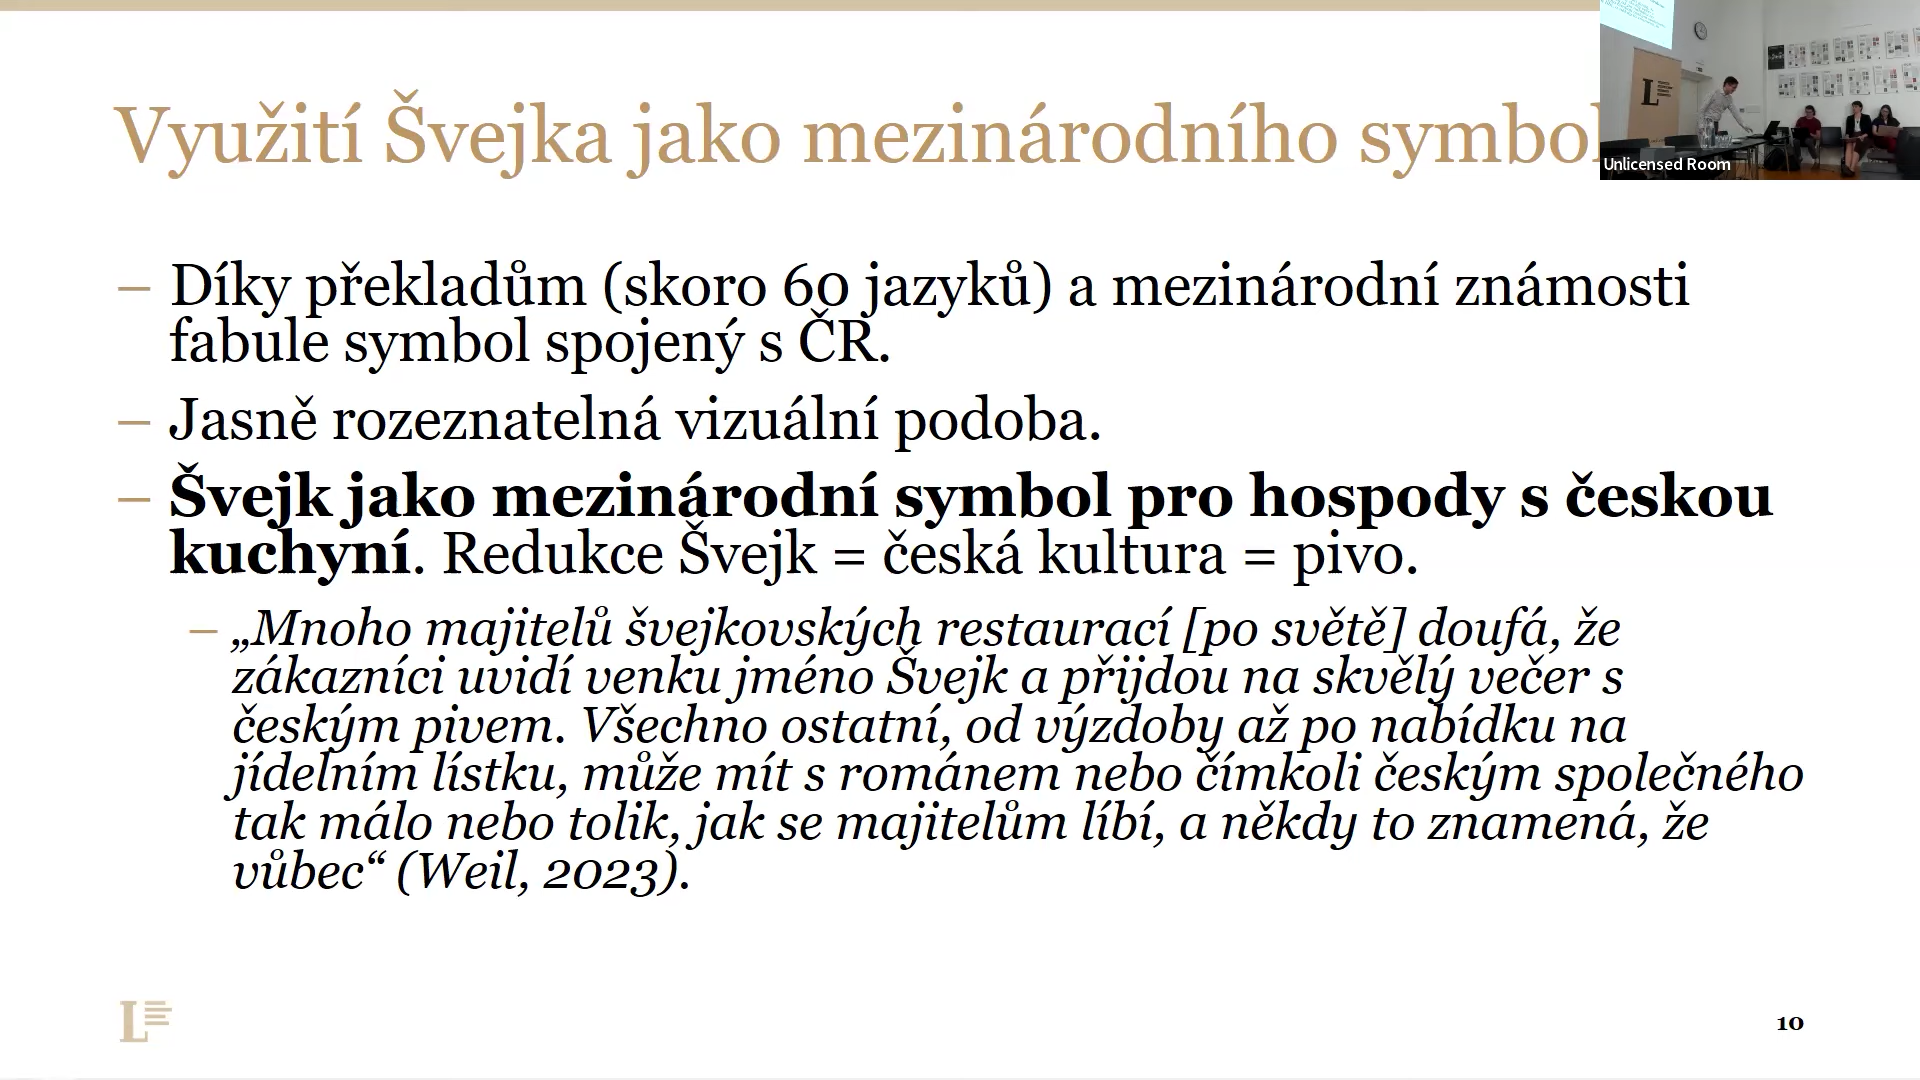 Využití Švejka jako mezinárodního symbol
Unlicensed Room
– Díky překladům (skoro 60 jazyků) a mezinárodní známosti
fabule symbol spojený s ČR.
– Jasně rozeznatelná vizuální podoba.
– Švejk jako mezinárodní symbol pro hospody s českou
kuchyní. Redukce Švejk = česká kultura = pivo.
– „Mnoho majitelů švejkovských restaurací [po světě] doufá, že
zákazníci uvidí venku jméno Švejk a přijdou na skvělý večer s
českým pivem. Všechno ostatní, od výzdoby až po nabídku na
jídelním lístku, může mít s románem nebo čímkoli českým společného
tak málo nebo tolik, jak se majitelům líbí, a někdy to znamená, že
vůbec“ (Weil, 2023).
L
10